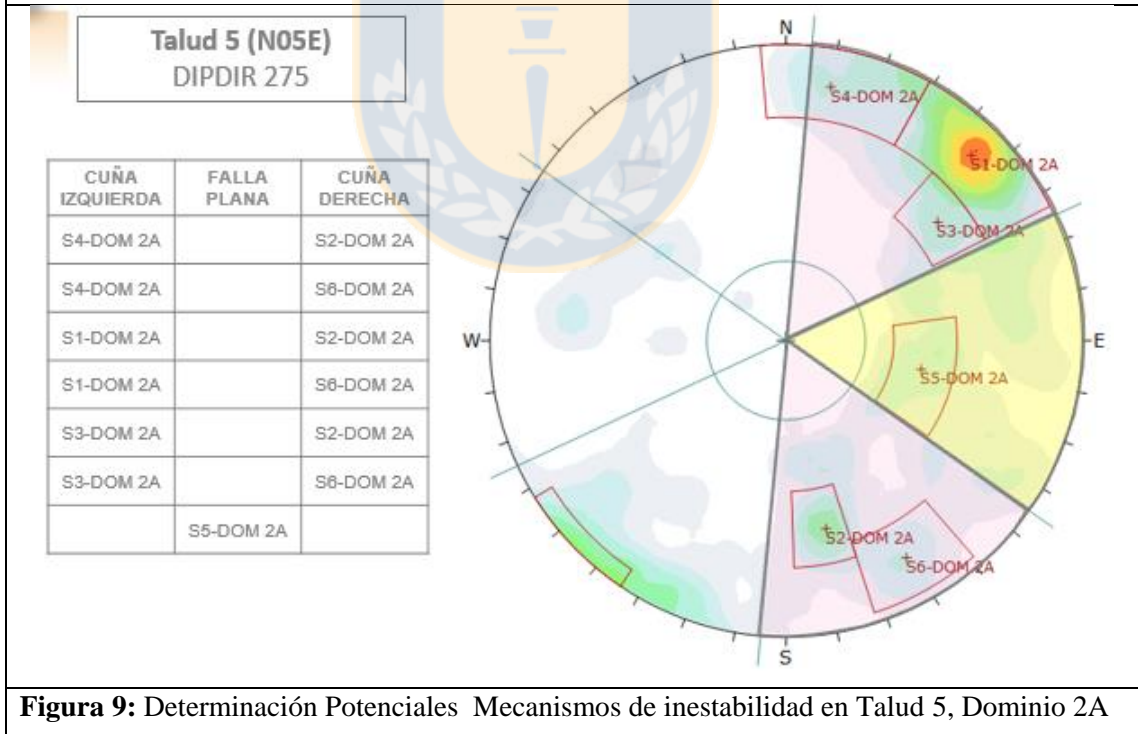 Talud 5 (N05E)
DIPDIR 275
CUÑA IZQUIERDA FALLA PLANA CUÑA DERECHA
S4-DOM 2A S2-DOM 2A
S4-DOM 2A S6-DOM 2A
S1-DOM 2A S2-DOM 2A
S1-DOM 2A S6-DOM 2A
S3-DOM 2A S2-DOM 2A
S3-DOM 2A S6-DOM 2A
S5-DOM 2A
N
S4-DOM 2A
S1-DOM 2A
S3-DOM 2A
W
E
S5-DOM 2A
S2-DOM 2A
S6-DOM 2A
S
Figura 9: Determinación Potenciales Mecanismos de inestabilidad en Talud 5, Dominio 2A